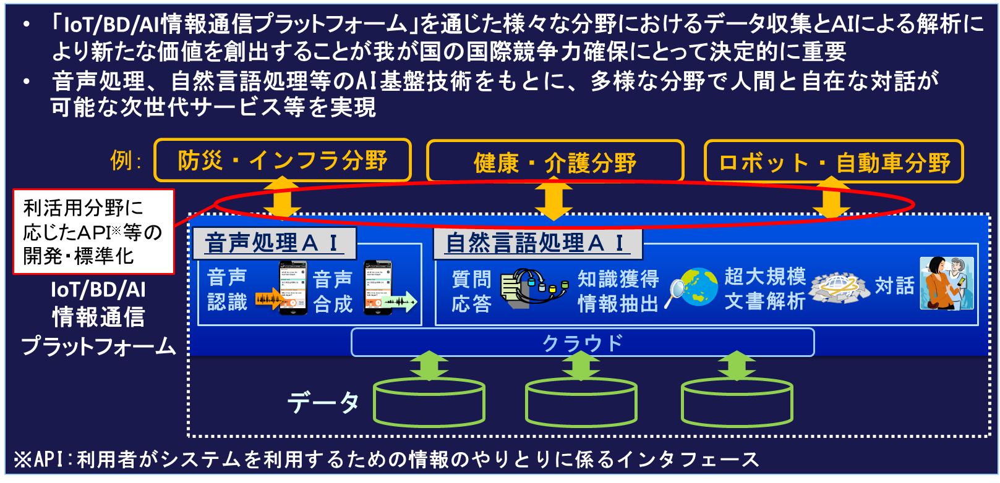 • 「IoT/BD/AI情報通信プラットフォーム」を通じた様々な分野におけるデータ収集とAIによる解析に
より新たな価値を創出することが我が国の国際競争力確保にとって決定的に重要
• 音声処理、自然言語処理等のAI基盤技術をもとに、多様な分野で人間と自在な対話が
可能な次世代サービス等を実現
例：
防災・インフラ分野
健康・介護分野
ロボット・自動車分野
利活用分野に
応じたAPI※等の
開発・標準化
IoT/BD/AI
情報通信
プラットフォーム
音声処理ＡＩ
音声
認識
音声
合成
自然言語処理ＡＩ
質問
応答
知識獲得
情報抽出
超大規模
文書解析
対話
クラウド
データ
※API：利用者がシステムを利用するための情報のやりとりに係るインタフェース